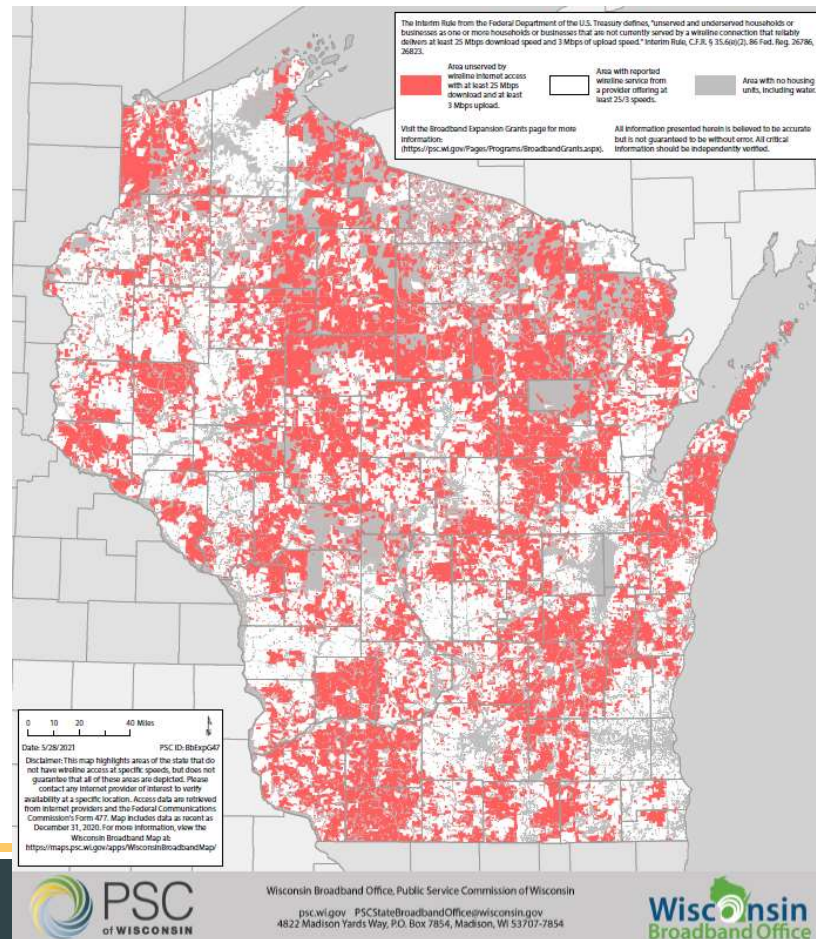 The Interim Rule from the Federal Department of the U.S. Treasury defines, "unserved and underserved households or
businesses as one or more households or businesses that are not currently served by a wireline connection that reliably
delivers at least 25 Mbps download speed and 3 Mbps of upload speed." Interim Rule, C.F.R. § 35.6(e)(2). 86 Fed. Reg. 26786,
26823.
Area unserved by
wireline internet access
with at least 25 Mbps
download and at least
3 Mbps upload.
Area with reported
wireline service from
a provider offering at
least 25/3 speeds.
Area with no housing
units, including water.
Visit the Broadband Expansion Grants page for more
information:
(https://psc.wi.gov/Pages/Programs/BroadbandGrants.aspx).
All information presented herein is believed to be accurate
but is not guaranteed to be without error. All critical
information should be independently verified.
0 10 20 40 Miles
Date: 5/28/2021 PSC ID: BbExpG47
Disclaimer: This map highlights areas of the state that do
not have wireline access at specific speeds, but does not
guarantee that all of these areas are depicted. Please
contact any internet provider of interest to verify
availability at a specific location. Access data are retrieved
from internet providers and the Federal Communications
Commission's Form 477. Map includes data as recent as
December 31, 2020. For more information, view the
Wisconsin Broadband Map at:
https://maps.psc.wi.gov/apps/WisconsinBroadbandMap/
PSC
OF WISCONSIN
Wisconsin Broadband Office, Public Service Commission of Wisconsin
psc.wi.gov PSCStateBroadbandOffice@wisconsin.gov
4822 Madison Yards Way, P.O. Box 7854, Madison, WI 53707-7854
Wisconsin
Broadband Office